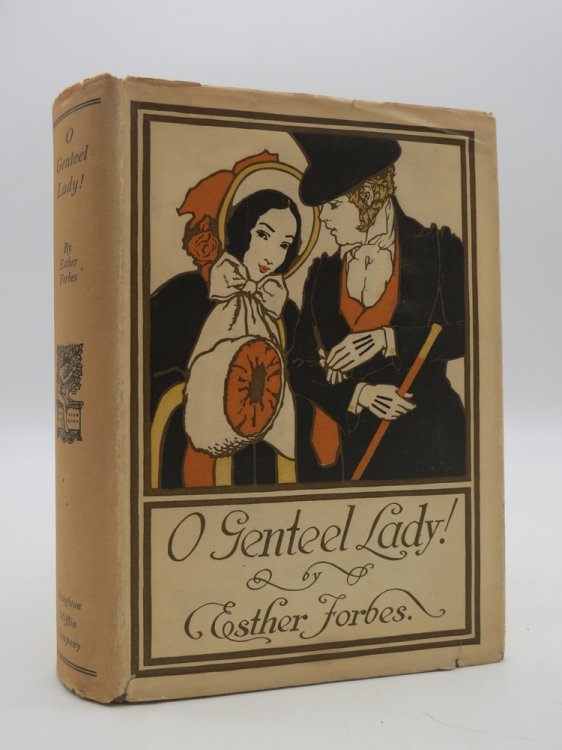 O
Genteel
Lady!
By
Esther
Forbes
Houghton
Mifflin
Company
O Genteel Lady!
by
Esther Forbes.